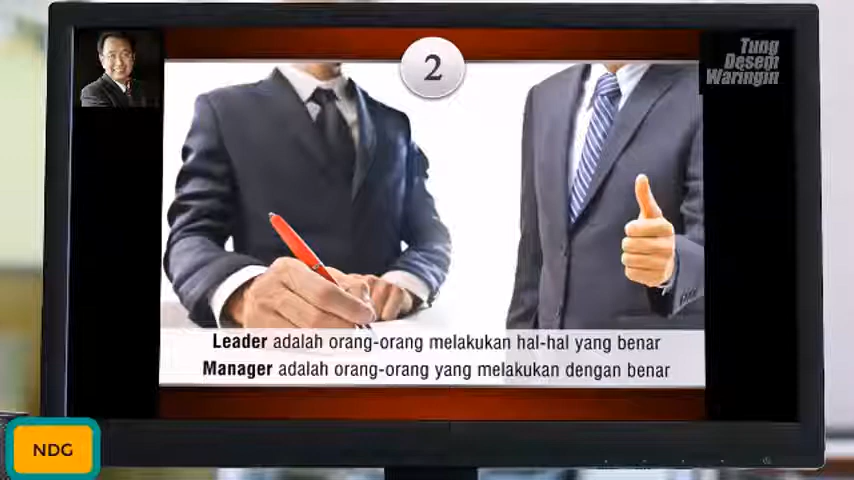 2
Tung
Desem
Waringin
Leader adalah orang-orang melakukan hal-hal yang benar
Manager adalah orang-orang yang melakukan dengan benar
NDG